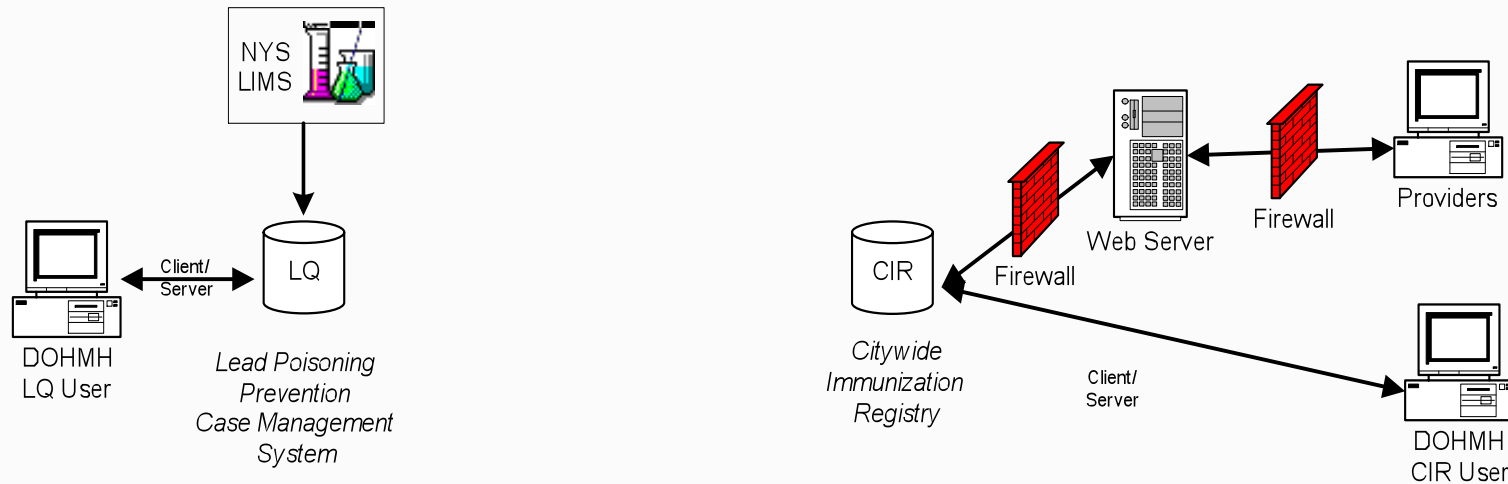 NYS
LIMS
Client/
Server
LQ
DOHMH
LQ User
Lead Poisoning
Prevention
Case Management
System
CIR
Citywide
Immunization
Registry
Firewall
Web Server
Firewall
Providers
Client/
Server
DOHMH
CIR User